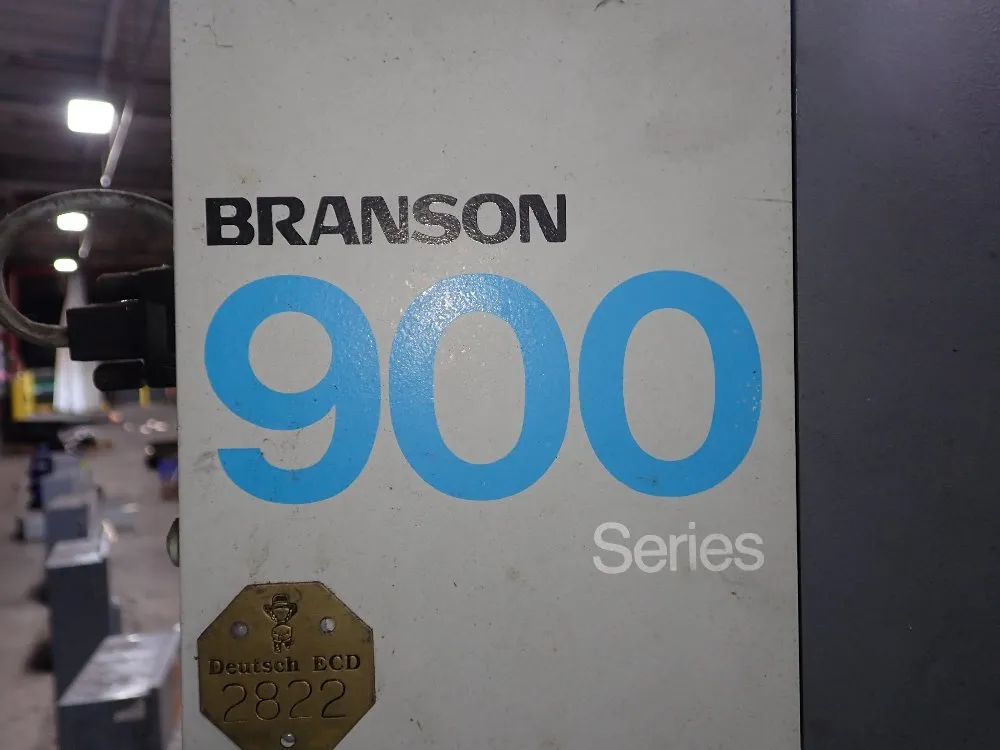 BRANSON
900
Series
Deutsch ECD
2822